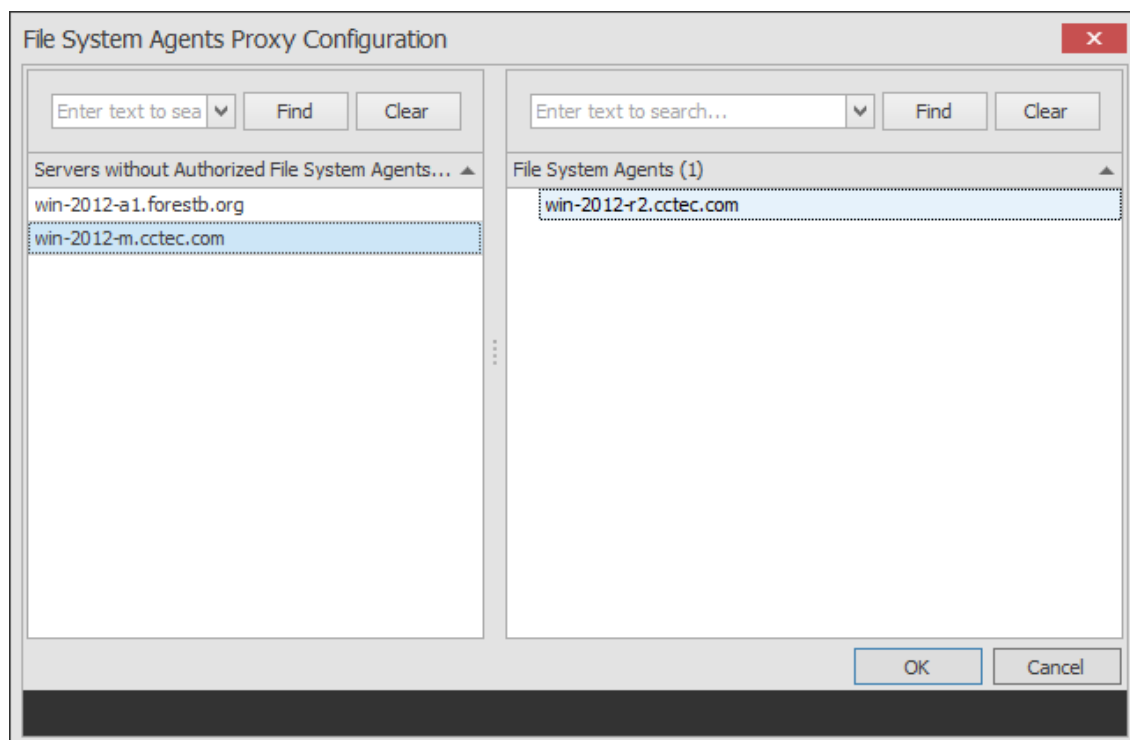 File System Agents Proxy Configuration
Enter text to sea
Find
Clear
Enter text to search...
Find
Clear
Servers without Authorized File System Agents...
File System Agents (1)
win-2012-a1.forestb.org
win-2012-r2.cctec.com
win-2012-m.cctec.com
OK
Cancel